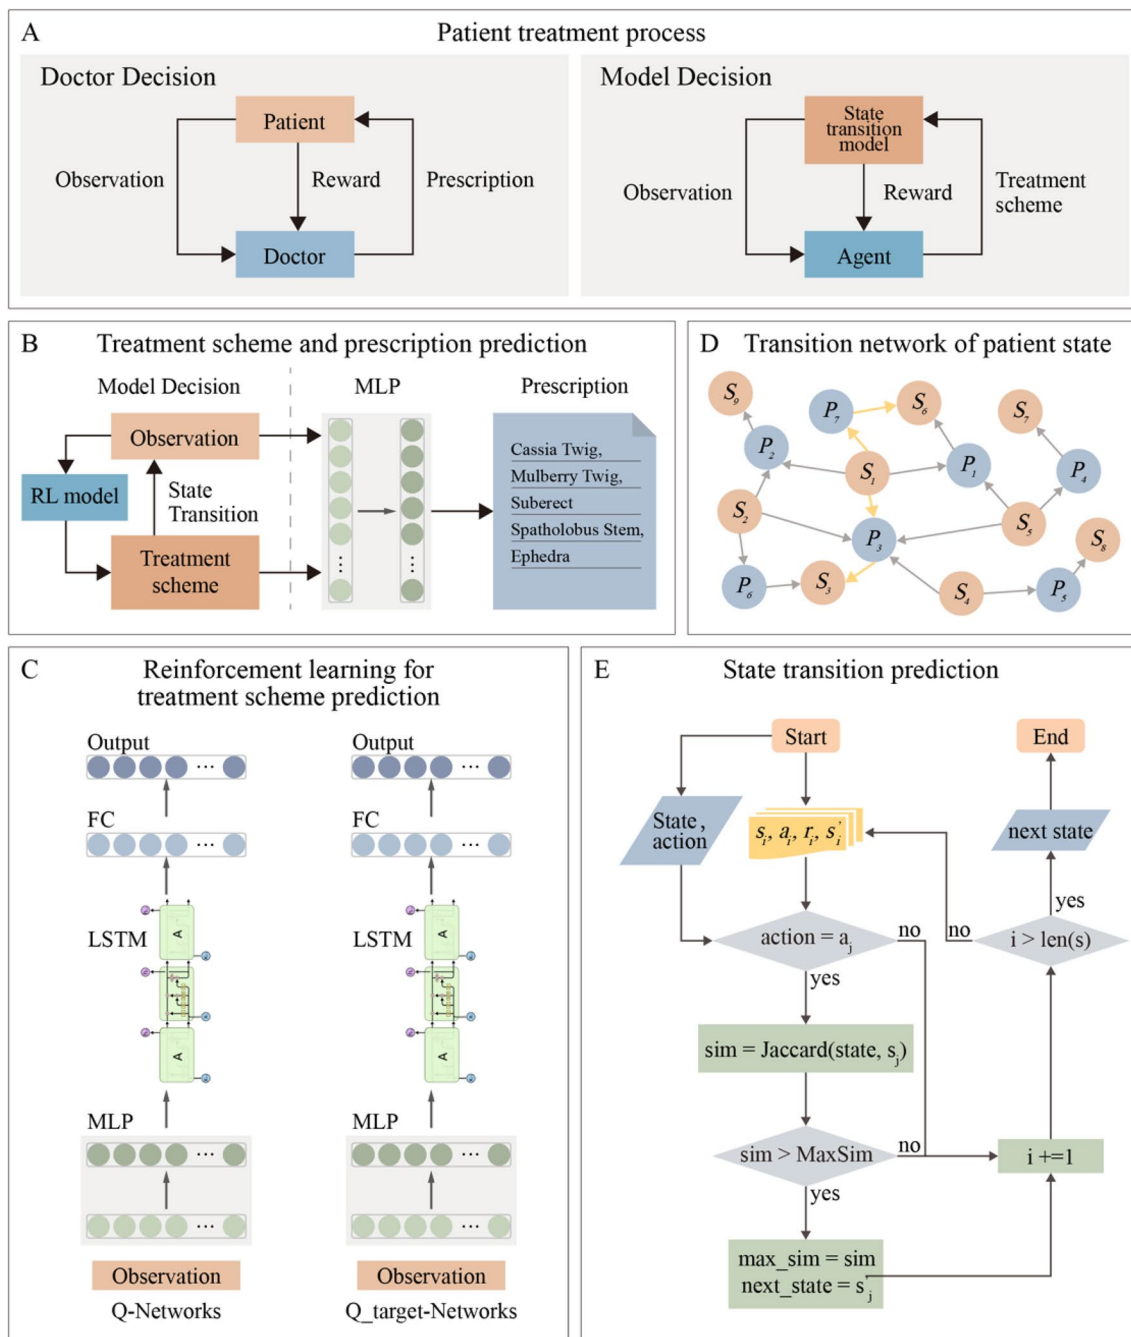 A
Patient treatment process
Doctor Decision
Patient
Observation
Reward
Prescription
Doctor
Model Decision
State
transition
model
Observation
Reward
Treatment
scheme
Agent
B
Treatment scheme and prescription prediction
Model Decision
MLP
Prescription
Observation
RL model
State
Transition
Treatment
scheme
...
...
Cassia Twig,
Mulberry Twig,
Suberect
Spatholobus Stem,
Ephedra
D
Transition network of patient state
S9
P7
S6
S7
P2
S1
P1
P4
S2
P3
S5
S8
P6
S3
S4
P5
C
Reinforcement learning for
treatment scheme prediction
Output
...
FC
...
LSTM
A
A
MLP
...
...
Observation
Q-Networks
Output
...
FC
...
LSTM
A
A
MLP
...
...
Observation
Q_target-Networks
E
State transition prediction
Start
End
State ,
action
si, ai, ri, si'
next state
yes
action = aj
no
no
i > len(s)
yes
sim = Jaccard(state, sj)
sim > MaxSim
no
i +=1
yes
max_sim = sim
next_state = s'j